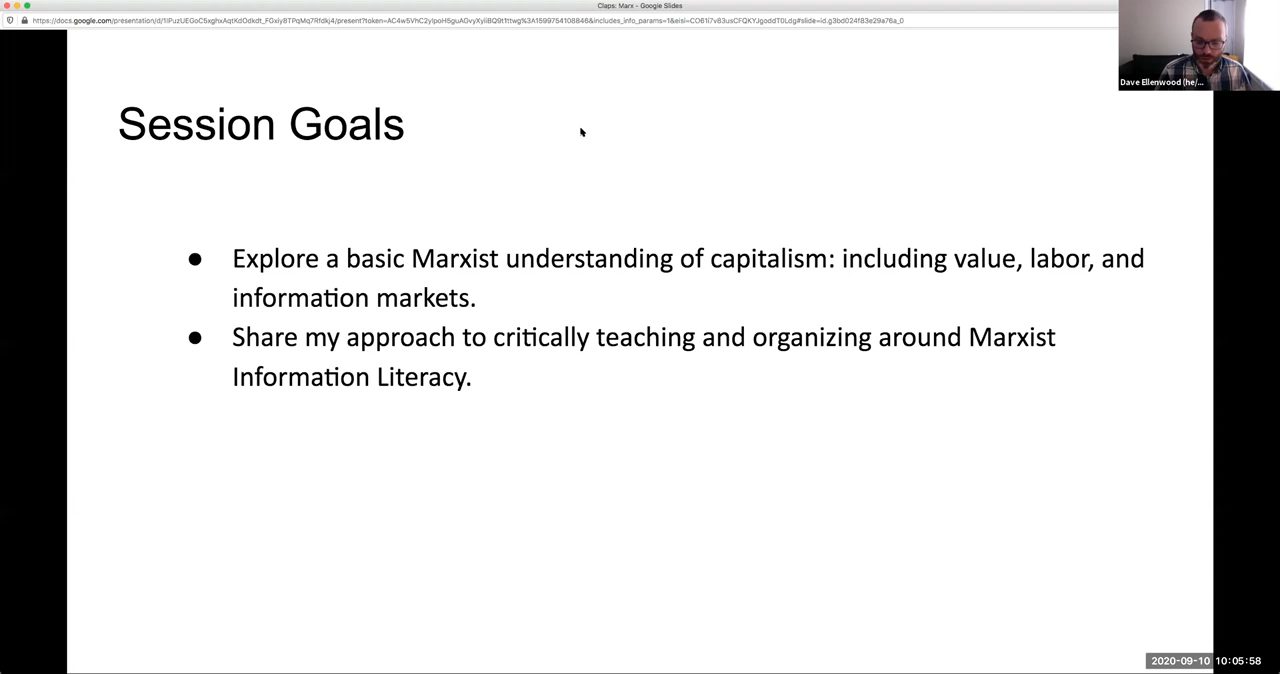 Claps: Marx - Google Slides
Session Goals
● Explore a basic Marxist understanding of capitalism: including value, labor, and
information markets.
● Share my approach to critically teaching and organizing around Marxist
Information Literacy.
Dave Ellenwood (he/...
2020-09-10 10:05:58